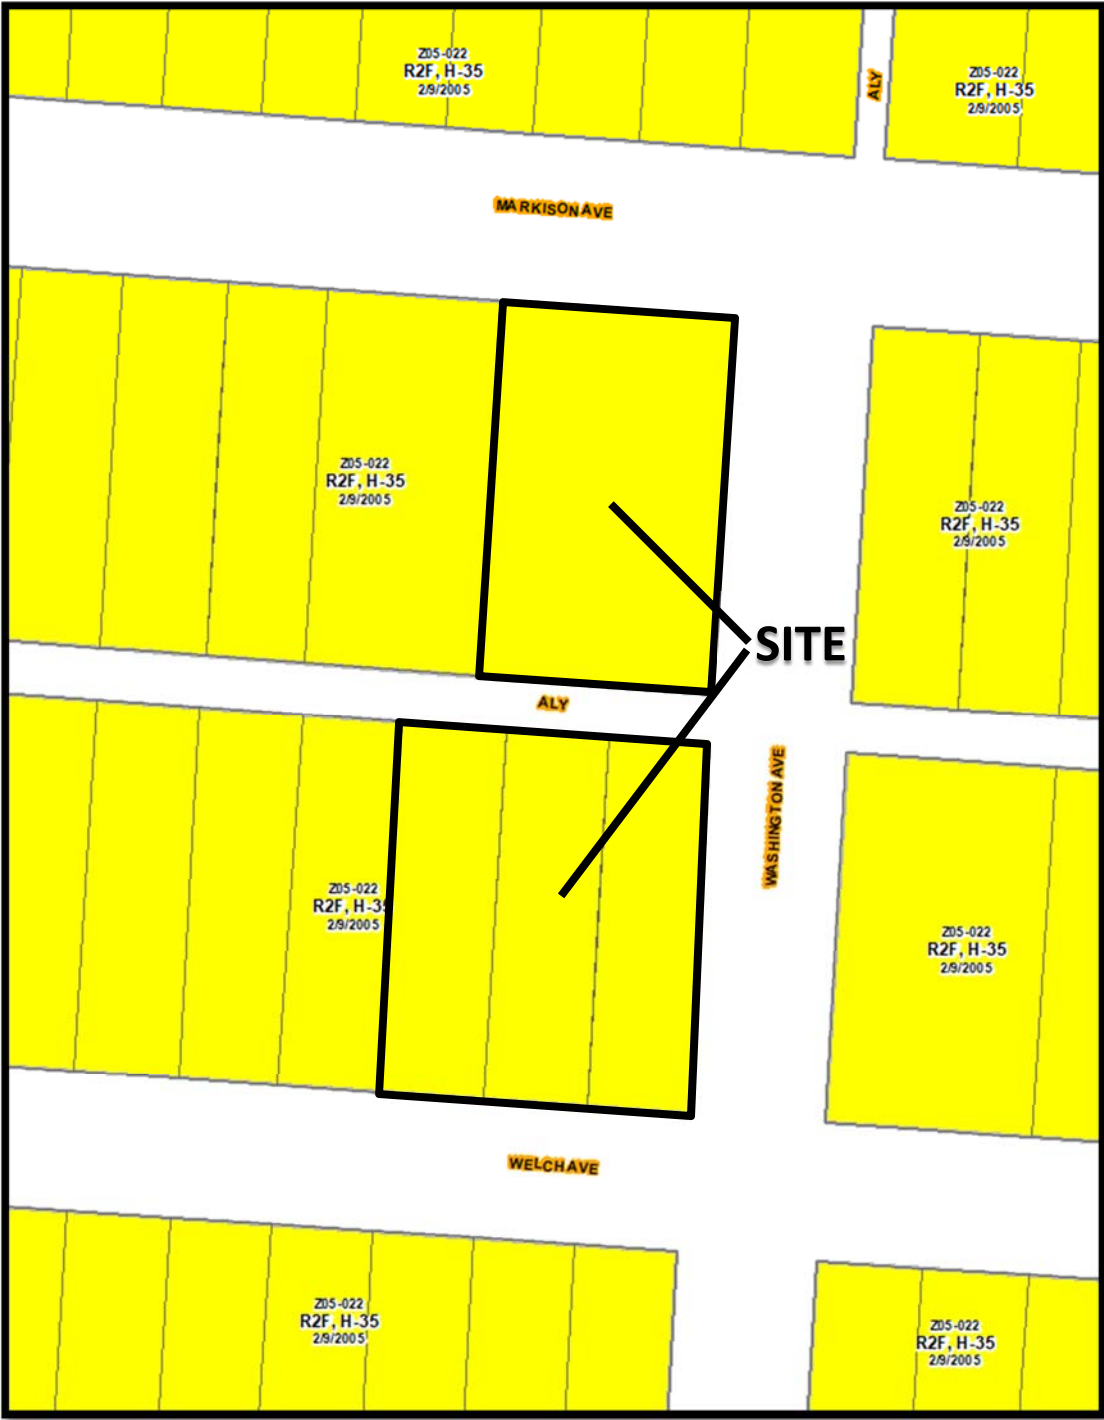 Z05-022
R2F, H-35
2/9/2005
ALY
Z05-022
R2F, H-35
2/9/2005
MARKISON AVE
Z05-022
R2F, H-35
2/9/2005
Z05-022
R2F, H-35
2/9/2005
SITE
ALY
WASHINGTON AVE
Z05-022
R2F, H-35
2/9/2005
Z05-022
R2F, H-35
2/9/2005
WELCH AVE
Z05-022
R2F, H-35
2/9/2005
Z05-022
R2F, H-35
2/9/2005